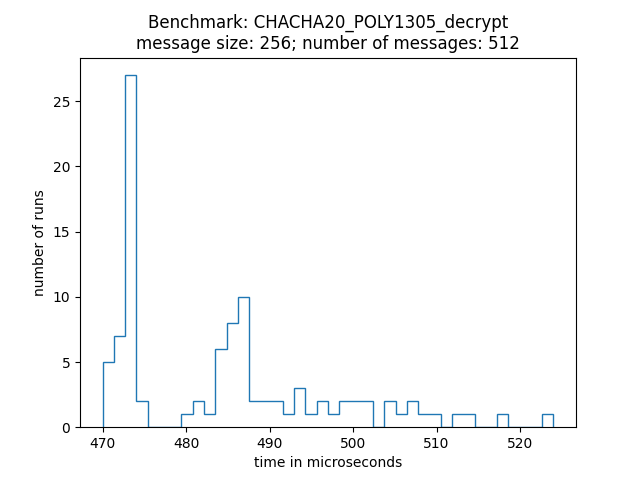 Benchmark: CHACHA20_POLY1305_decrypt
message size: 256; number of messages: 512
number of runs
25
20
15
10
5
0
470 480 490 500 510 520
time in microseconds